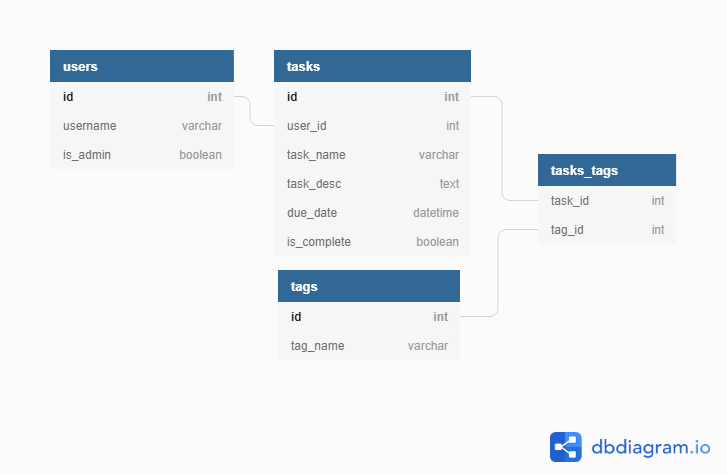 users
id int
username varchar
is_admin boolean
tasks
id int
user_id int
task_name varchar
task_desc text
due_date datetime
is_complete boolean
tags
id int
tag_name varchar
tasks_tags
task_id int
tag_id int
dbdiagram.io